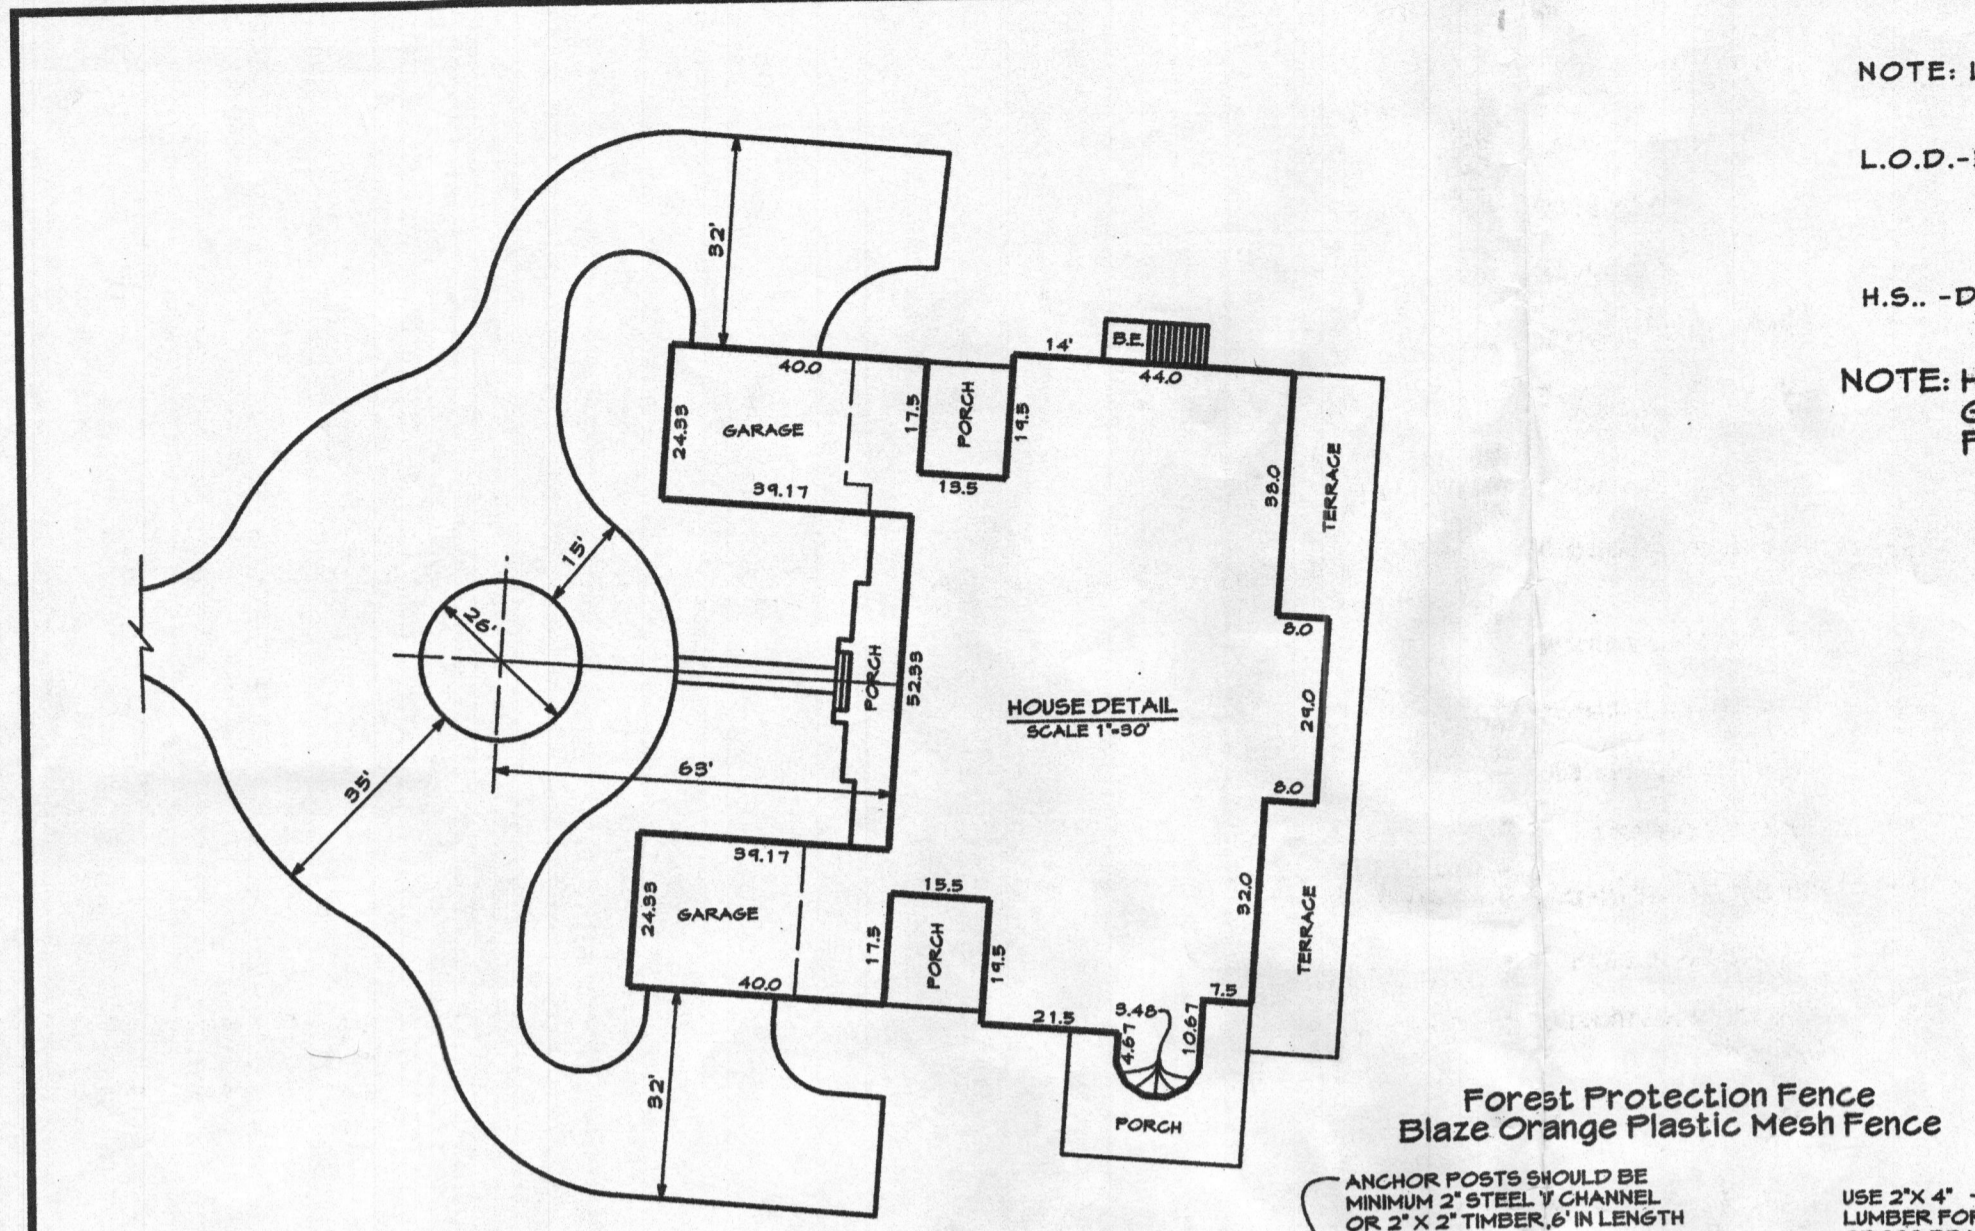 NOTE:
L.O.D.-
H.S.. -D
NOTE: H
32'
14'
B.E.
40.0
44.0
GARAGE
24.33
17.5
PORCH
19.5
13.5
39.17
38.0
TERRACE
15'
26'
8.0
PORCH
52.33
HOUSE DETAIL
SCALE 1"=30'
29.0
63'
35'
8.0
39.17
15.5
24.33
GARAGE
17.5
PORCH
19.5
32.0
TERRACE
40.0
7.5
21.5
3.48
4.67
10.67
32'
PORCH
Forest Protection Fence
Blaze Orange Plastic Mesh Fence
ANCHOR POSTS SHOULD BE
MINIMUM 2" STEEL 'U' CHANNEL
OR 2" X 2" TIMBER, 6' IN LENGTH
USE 2"X 4"
LUMBER FOR